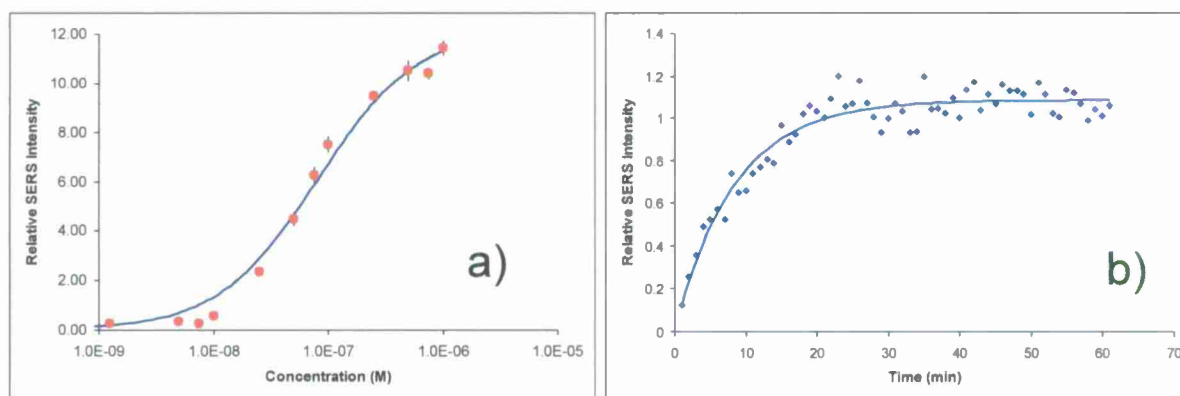 12.00
10.00
8.00
6.00
4.00
2.00
0.00
Relative SERS Intensity
1.0E-09 1.0E-08 1.0E-07 1.0E-06 1.0E-05
Concentration (M)
a)
1.4
1.2
1
0.8
0.6
0.4
0.2
0
Relative SERS Intensity
0 10 20 30 40 50 60 70
Time (min)
b)